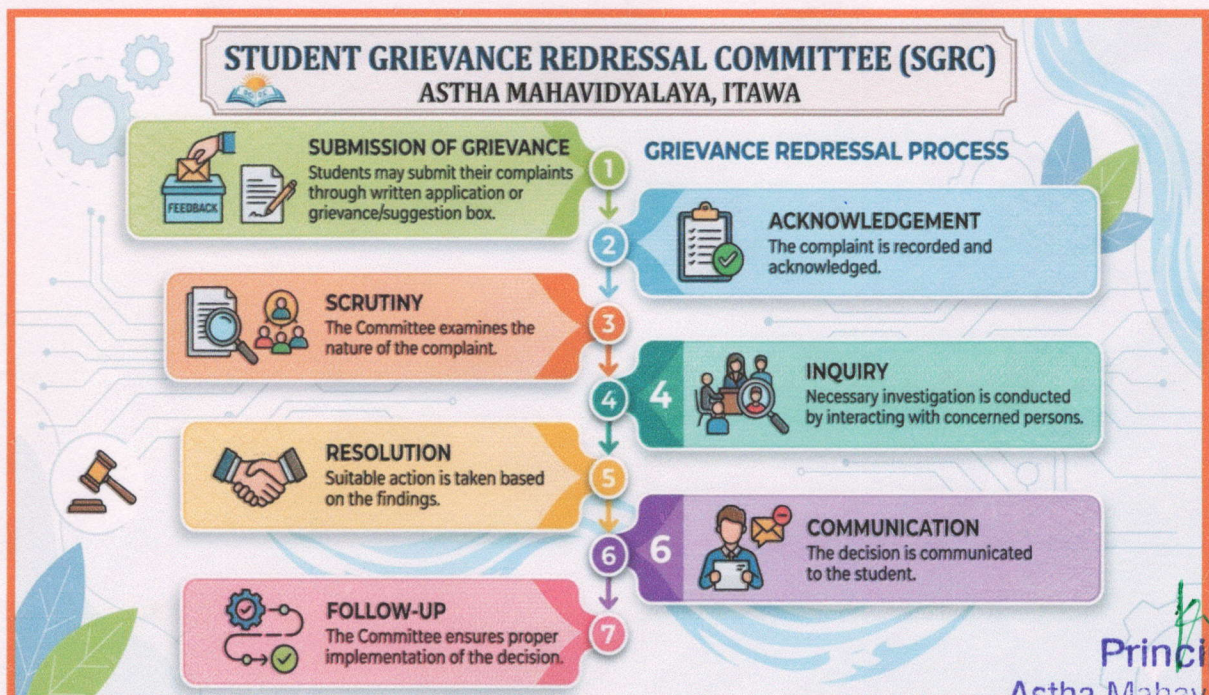 STUDENT GRIEVANCE REDRESSAL COMMITTEE (SGRC)
ASTHA MAHAVIDYALAYA, ITAWA
GRIEVANCE REDRESSAL PROCESS
SUBMISSION OF GRIEVANCE
Students may submit their complaints
through written application or
grievance/suggestion box.
FEEDBACK
1
ACKNOWLEDGEMENT
The complaint is recorded and
acknowledged.
2
SCRUTINY
The Committee examines the
nature of the complaint.
3
4
4
INQUIRY
Necessary investigation is conducted
by interacting with concerned persons.
RESOLUTION
Suitable action is taken based
on the findings.
5
6
6
COMMUNICATION
The decision is communicated
to the student.
FOLLOW-UP
The Committee ensures proper
implementation of the decision.
7
Princi
Astha Mahav